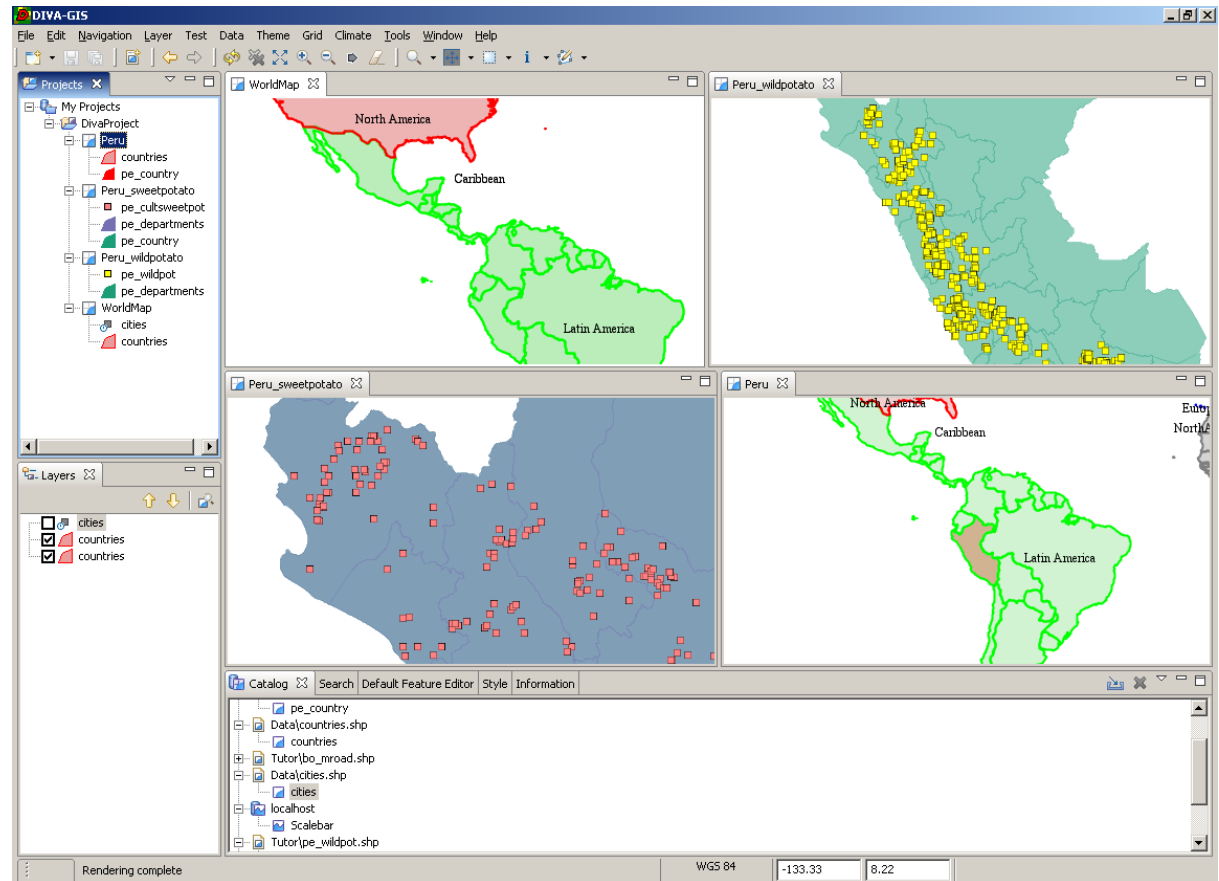 DIVA-GIS
File Edit Navigation Layer Test Data Theme Grid Climate Tools Window Help
Projects
My Projects
DivaProject
Peru
countries
pe_country
Peru_sweetpotato
pe_cultsweetpot
pe_departments
pe_country
Peru_wildpotato
pe_wildpot
pe_departments
WorldMap
cities
countries
WorldMap
North America
Caribbean
Latin America
Peru_wildpotato
Layers
cities
countries
countries
Peru_sweetpotato
Peru
North America
Caribbean
Latin America
Catalog Search Default Feature Editor Style Information
pe_country
Data\countries.shp
countries
Tutor\bo_mroad.shp
Data\cities.shp
cities
localhost
Scalebar
Tutor\pe_wildpot.shp
Rendering complete
WGS 84
-133.33
8.22